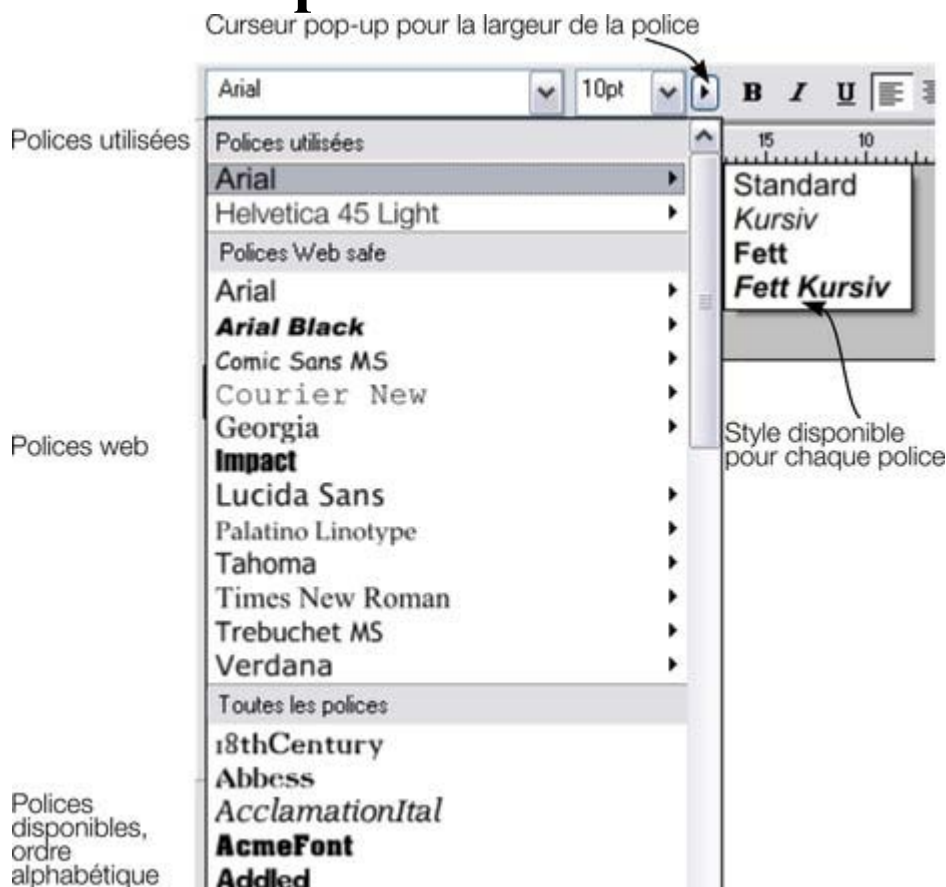 Curseur pop-up pour la largeur de la police
Arial
10pt
B I U
Polices utilisées
Polices utilisées
15 10
Arial
Helvetica 45 Light
Standard
Kursiv
Fett
Fett Kursiv
Polices Web safe
Arial
Arial Black
Comic Sans MS
Courier New
Georgia
Impact
Lucida Sans
Palatino Linotype
Tahoma
Times New Roman
Trebuchet MS
Verdana
Polices web
Style disponible
pour chaque police
Toutes les polices
18thCentury
Abbess
AcclamationItal
AcmeFont
Addled
Polices
disponibles,
ordre
alphabétique